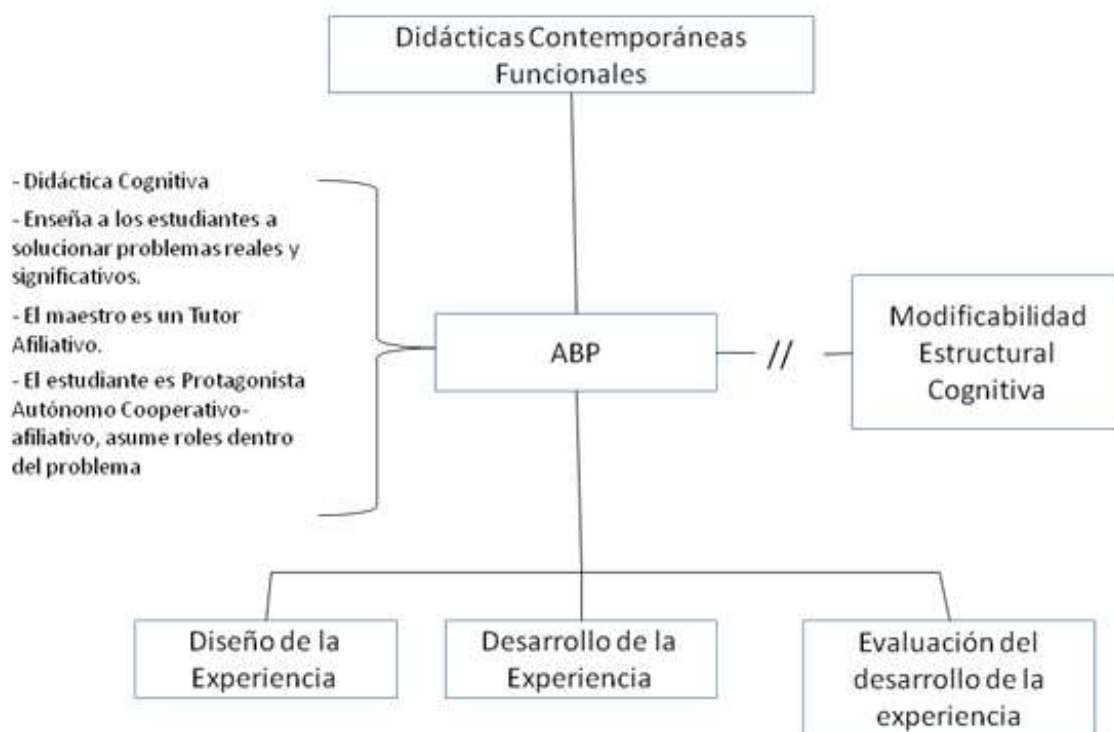 Didácticas Contemporáneas
Funcionales
- Didáctica Cognitiva
- Enseña a los estudiantes a
solucionar problemas reales y
significativos.
- El maestro es un Tutor
Afiliativo.
- El estudiante es Protagonista
Autónomo Cooperativo-
afiliativo, asume roles dentro
del problema
ABP
//
Modificabilidad
Estructural
Cognitiva
Diseño de la
Experiencia
Desarrollo de la
Experiencia
Evaluación del
desarrollo de la
experiencia